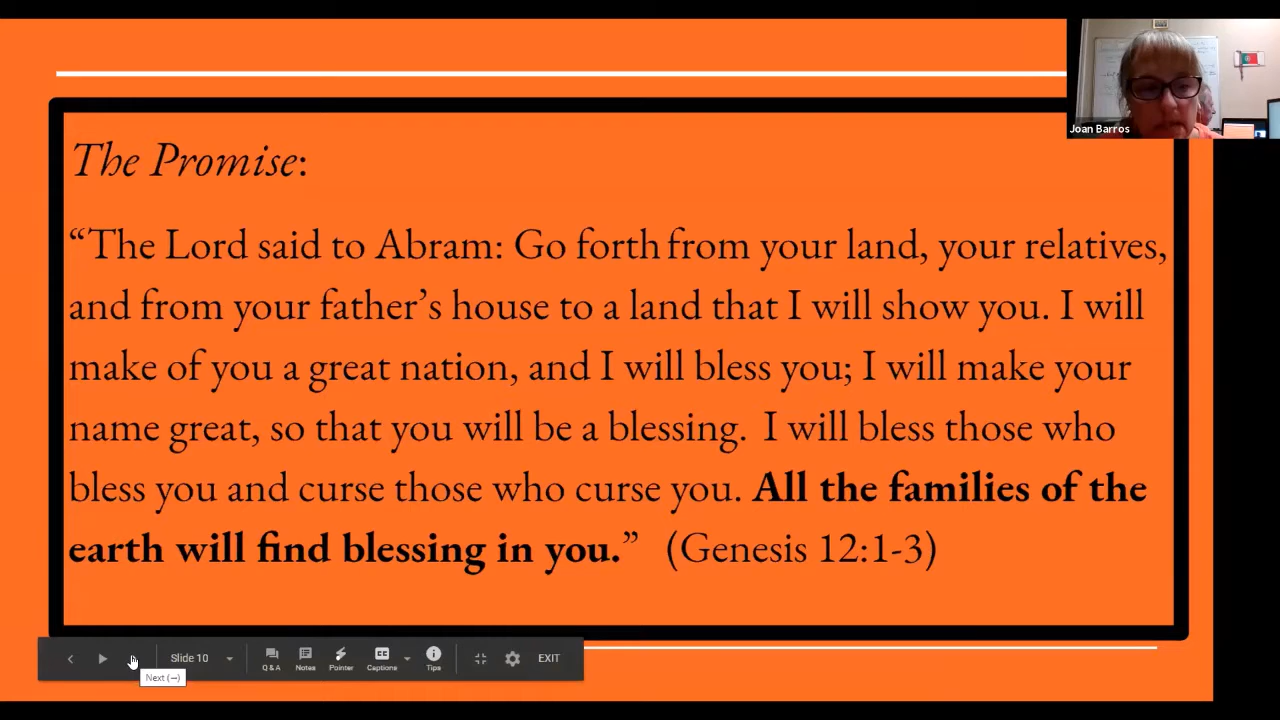 Joan Barros
The Promise:
“The Lord said to Abram: Go forth from your land, your relatives,
and from your father’s house to a land that I will show you. I will
make of you a great nation, and I will bless you; I will make your
name great, so that you will be a blessing. I will bless those who
bless you and curse those who curse you. All the families of the
earth will find blessing in you.” (Genesis 12:1-3)
Slide 10
Q & A
Notes
Pointer
CC
Captions
Tips
EXIT
Next (→)